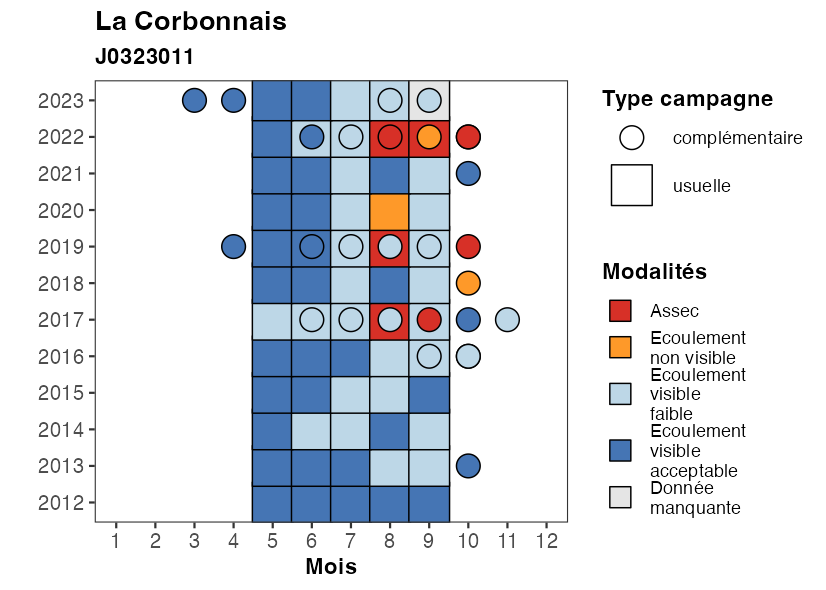 La Corbonnais
J0323011
2023
2022
2021
2020
2019
2018
2017
2016
2015
2014
2013
2012
1 2 3 4 5 6 7 8 9 10 11 12
Mois
Type campagne
complémentaire
usuelle
Modalités
Assec
Ecoulement
non visible
Ecoulement
visible
faible
Ecoulement
visible
acceptable
Donnée
manquante